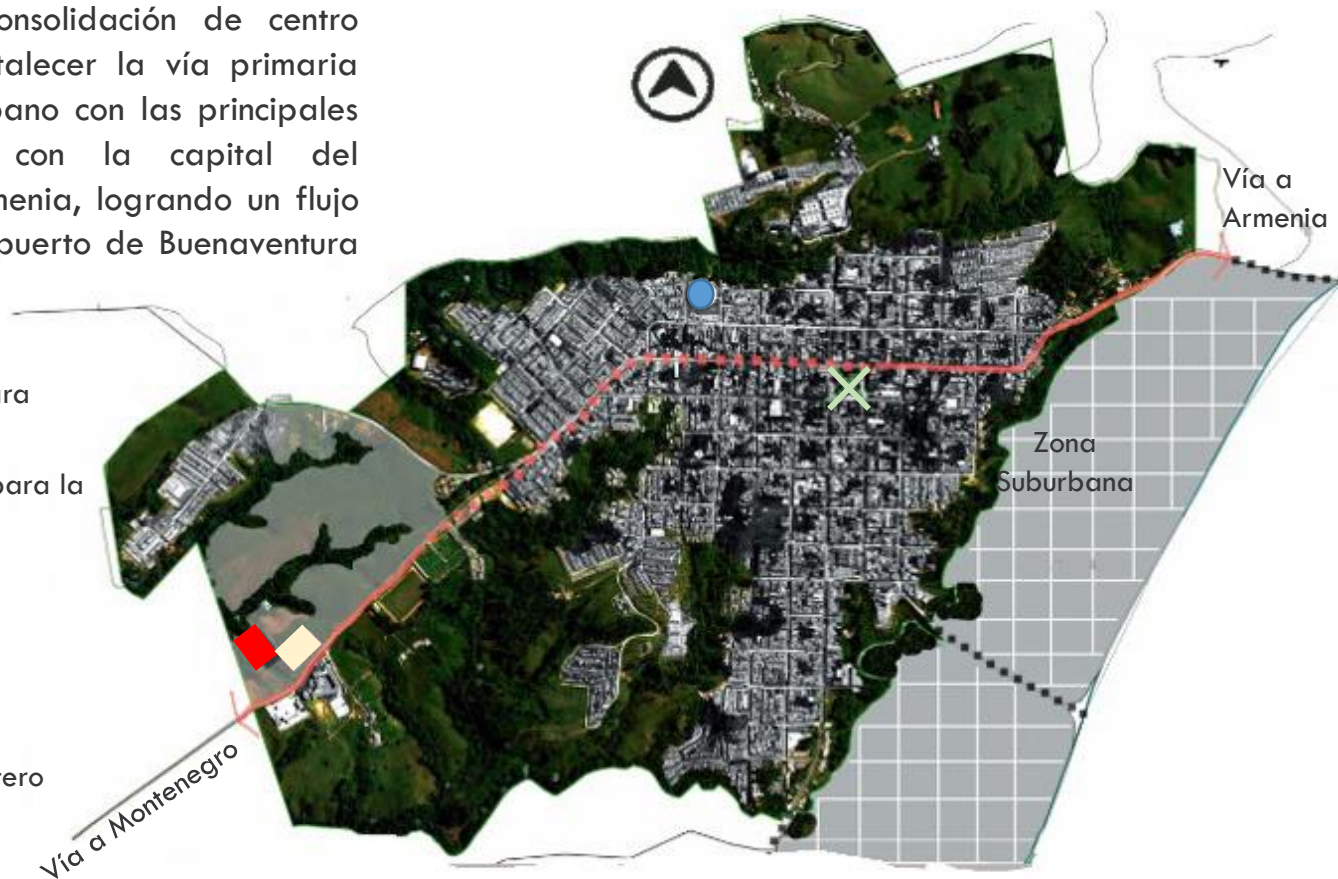 onsolidación de centro
talecer la vía primaria
bano con las principales
con la capital del
menia, logrando un flujo
puerto de Buenaventura
ara
para la
ero
Vía a
Armenia
Zona
Suburbana
Vía a Montenegro